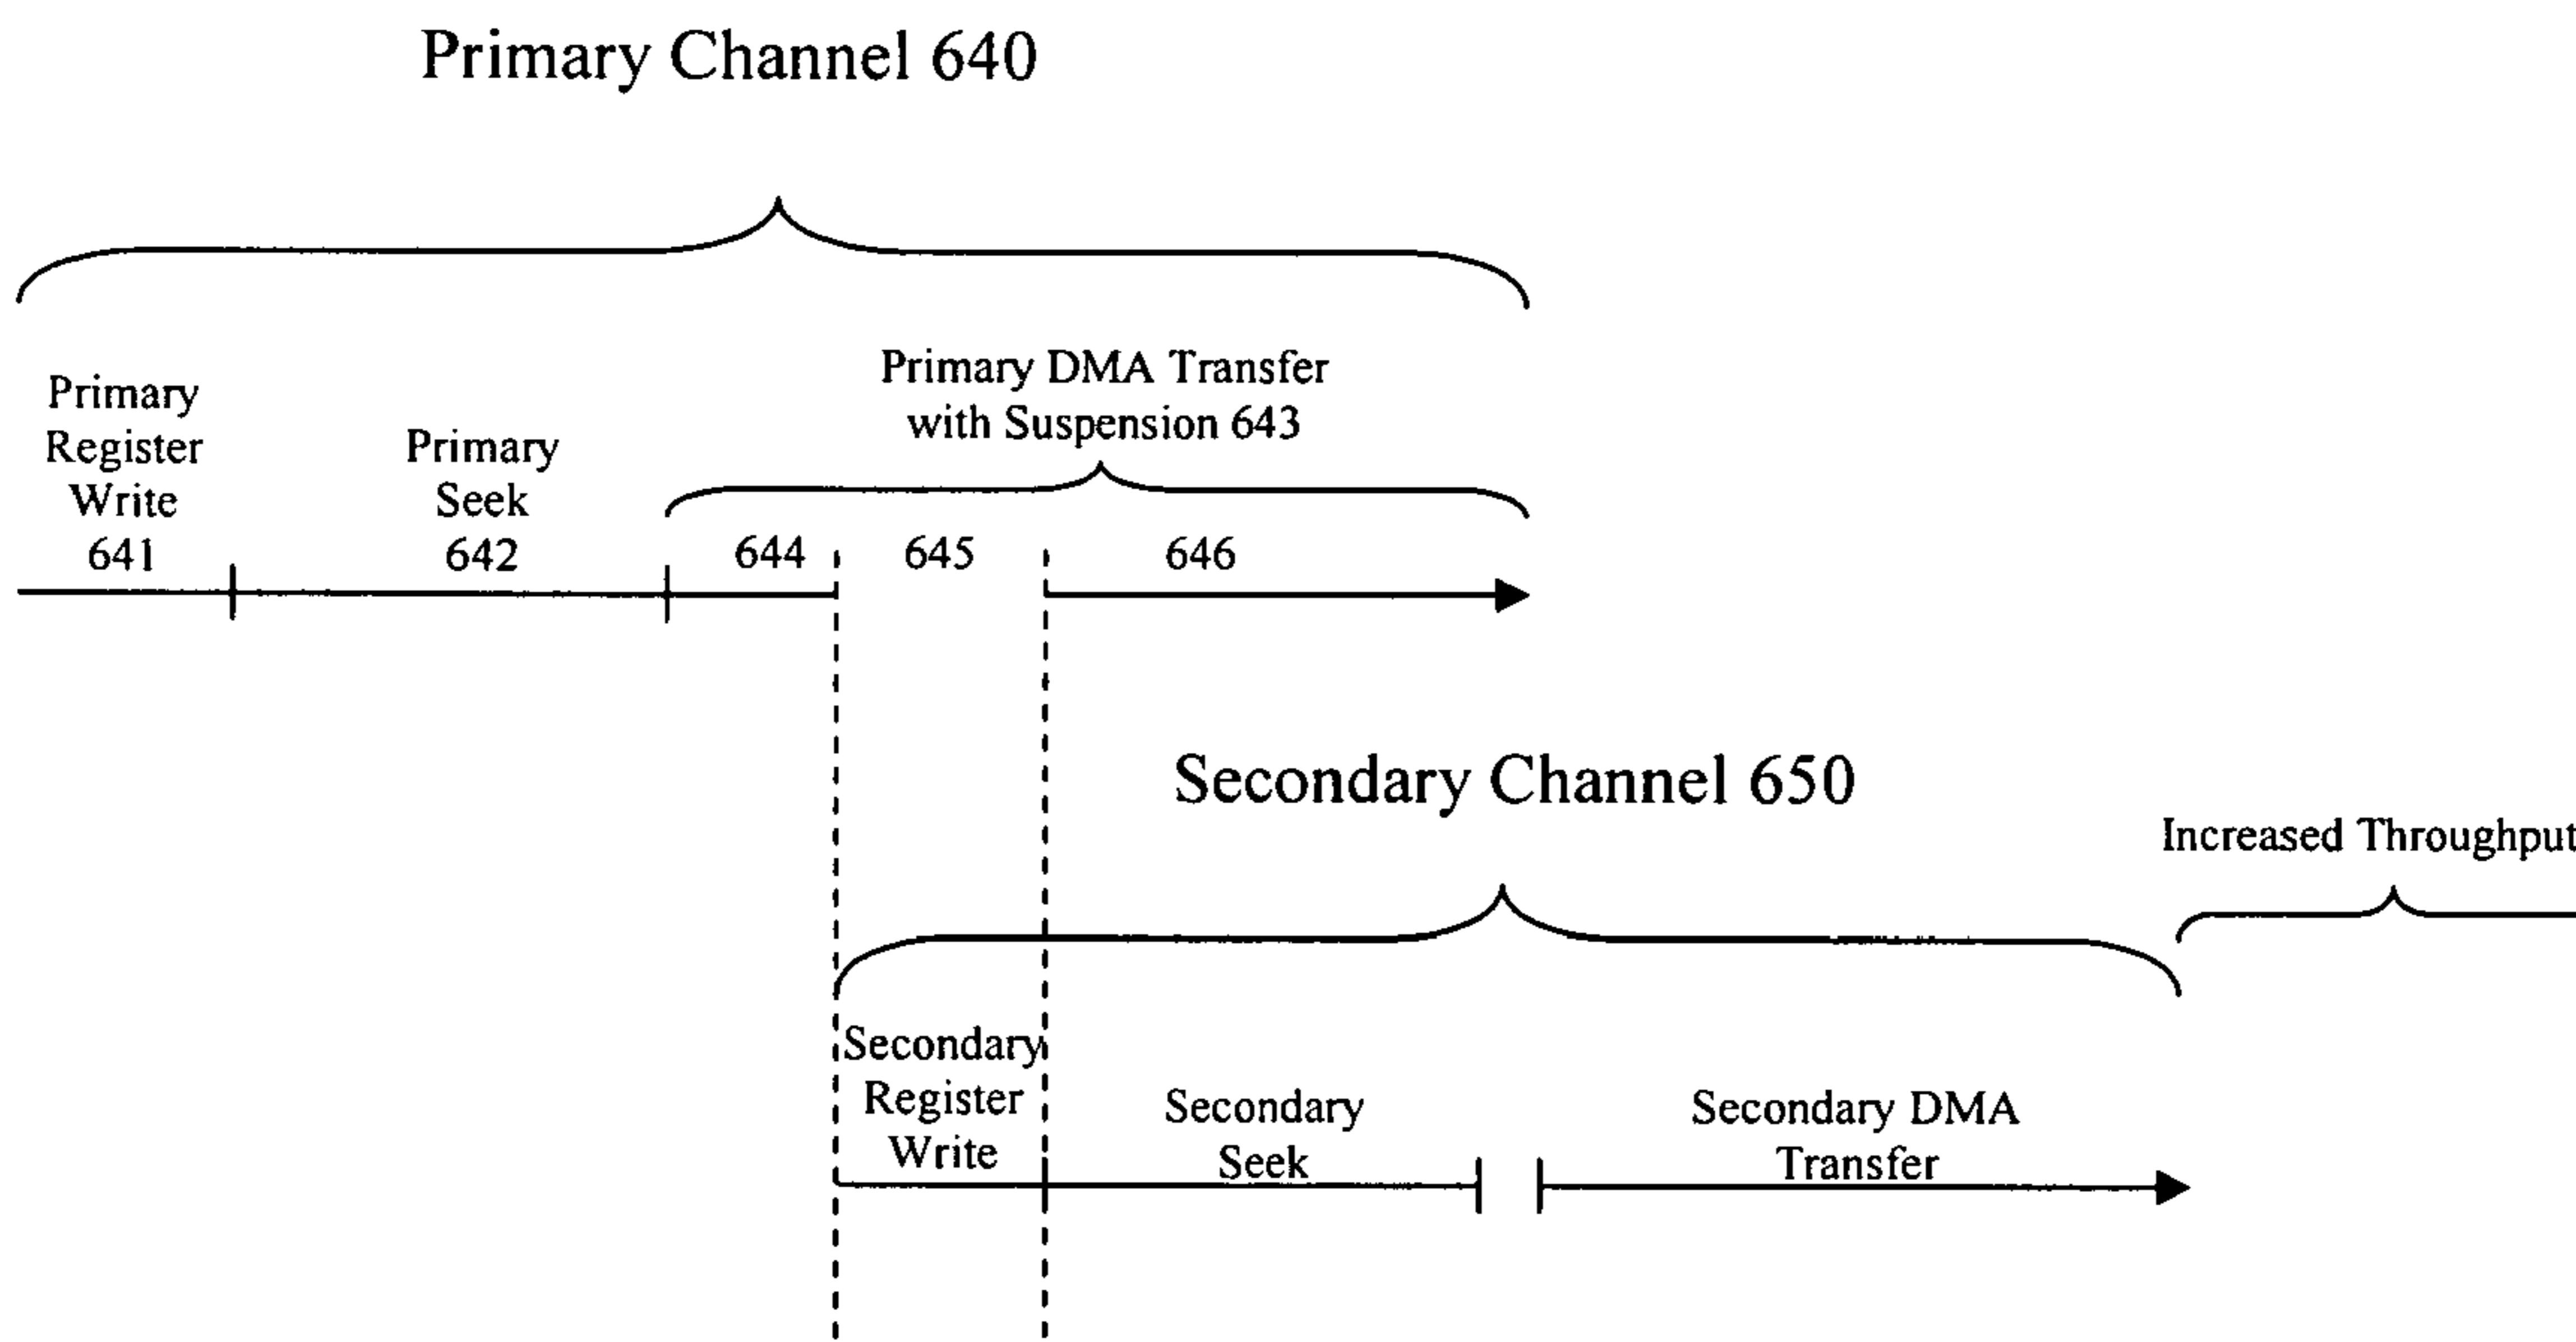 Primary Channel 640
Primary DMA Transfer
with Suspension 643
Primary
Register
Write
641
Primary
Seek
642
644
645
646
Secondary Channel 650
Increased Throughput
Secondary
Register
Write
Secondary
Seek
Secondary DMA
Transfer